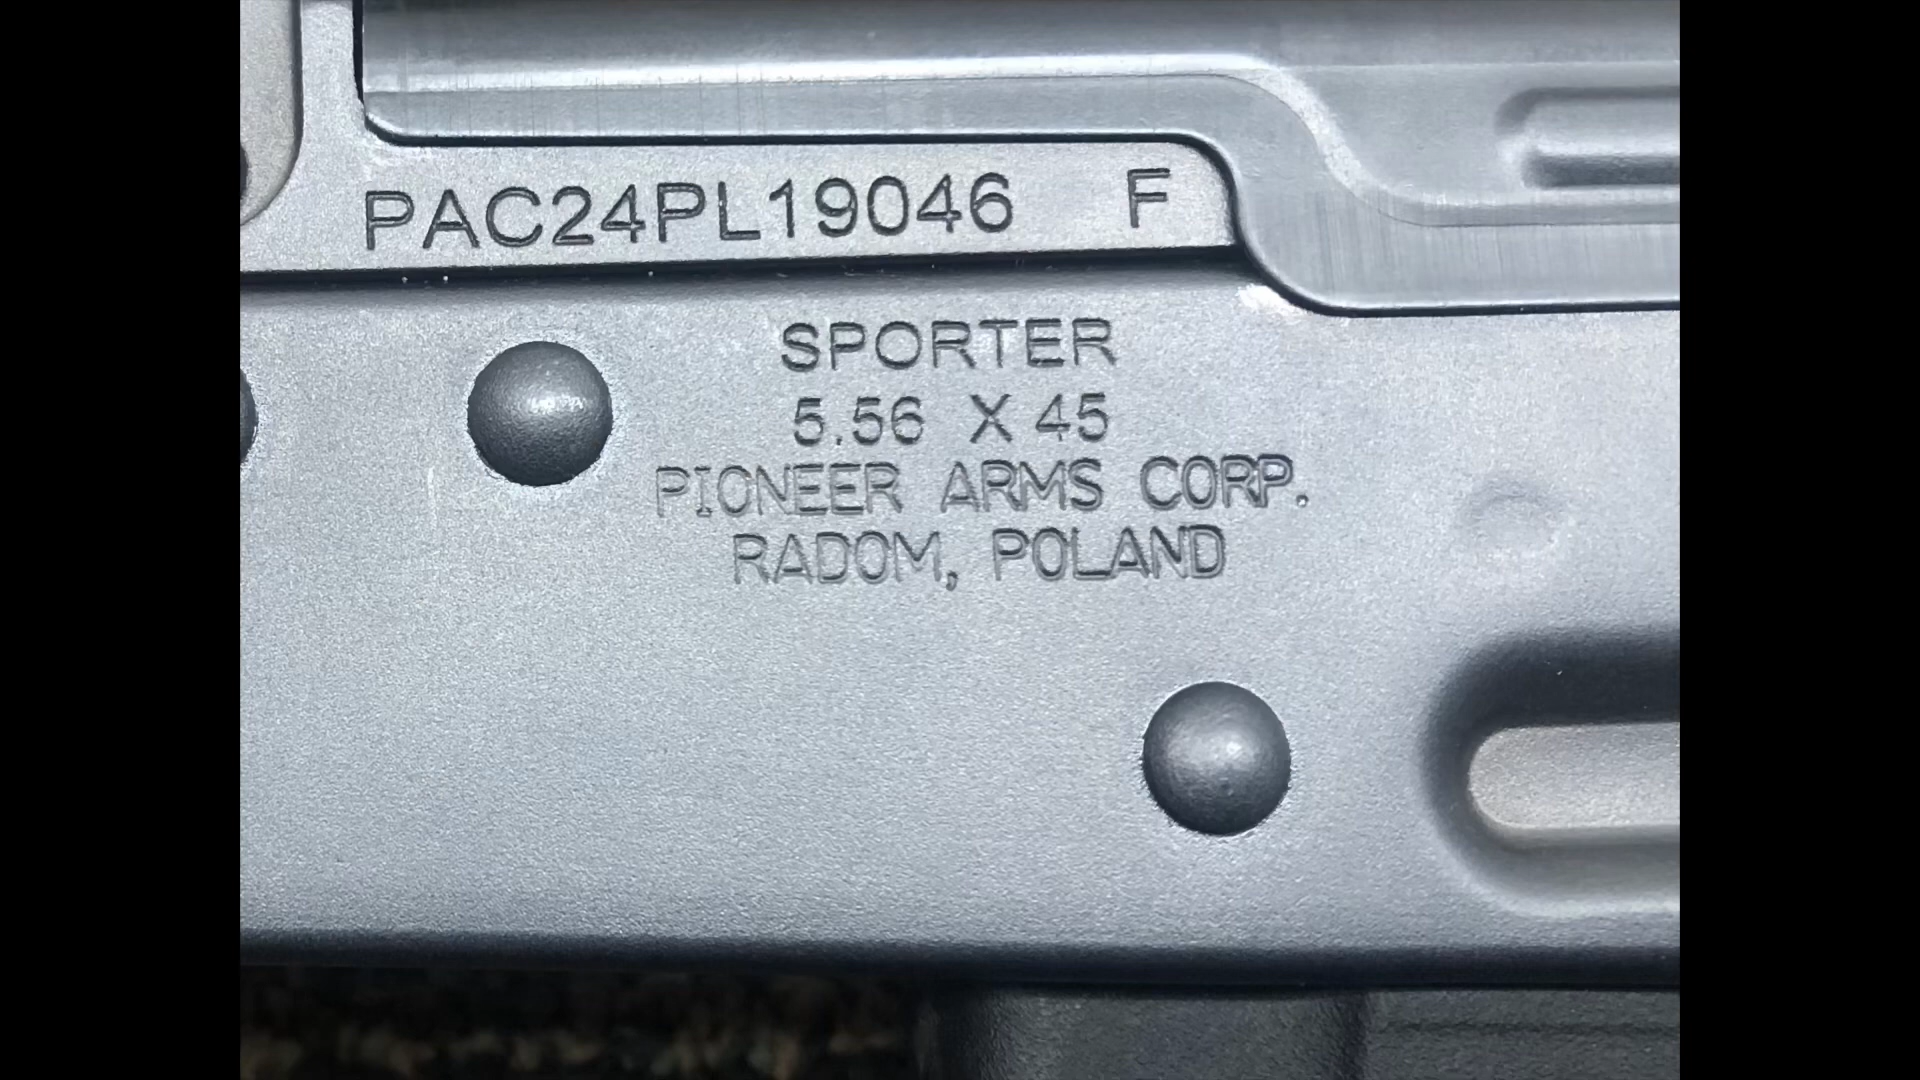 PAC24PL19046 F
SPORTER
5.56 X 45
PIONEER ARMS CORP.
RADOM, POLAND